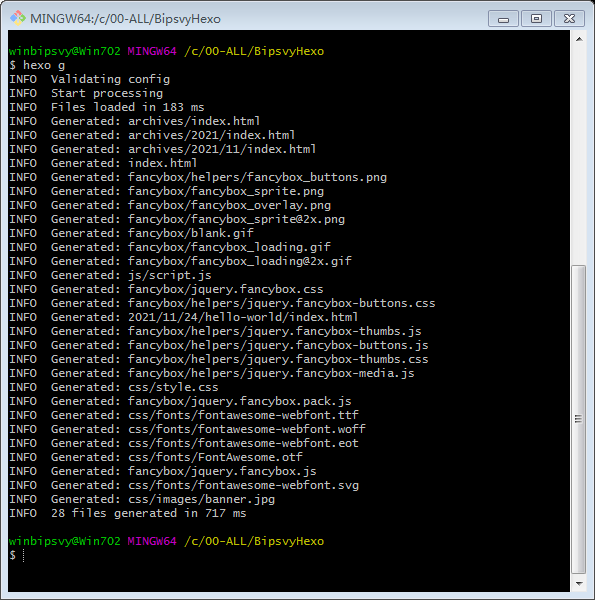 MINGW64:/c/00-ALL/BipsvyHexo
winbipsvy@Win702 MINGW64 /c/00-ALL/BipsvyHexo
$ hexo g
INFO  Validating config
INFO  Start processing
INFO  Files loaded in 183 ms
INFO  Generated: archives/index.html
INFO  Generated: archives/2021/index.html
INFO  Generated: archives/2021/11/index.html
INFO  Generated: index.html
INFO  Generated: fancybox/helpers/fancybox_buttons.png
INFO  Generated: fancybox/fancybox_sprite.png
INFO  Generated: fancybox/fancybox_overlay.png
INFO  Generated: fancybox/fancybox_sprite@2x.png
INFO  Generated: fancybox/blank.gif
INFO  Generated: fancybox/fancybox_loading.gif
INFO  Generated: fancybox/fancybox_loading@2x.gif
INFO  Generated: js/script.js
INFO  Generated: fancybox/jquery.fancybox.css
INFO  Generated: fancybox/helpers/jquery.fancybox-buttons.css
INFO  Generated: 2021/11/24/hello-world/index.html
INFO  Generated: fancybox/helpers/jquery.fancybox-thumbs.js
INFO  Generated: fancybox/helpers/jquery.fancybox-buttons.js
INFO  Generated: fancybox/helpers/jquery.fancybox-thumbs.css
INFO  Generated: fancybox/helpers/jquery.fancybox-media.js
INFO  Generated: css/style.css
INFO  Generated: fancybox/jquery.fancybox.pack.js
INFO  Generated: css/fonts/fontawesome-webfont.ttf
INFO  Generated: css/fonts/fontawesome-webfont.woff
INFO  Generated: css/fonts/fontawesome-webfont.eot
INFO  Generated: css/fonts/FontAwesome.otf
INFO  Generated: fancybox/jquery.fancybox.js
INFO  Generated: css/fonts/fontawesome-webfont.svg
INFO  Generated: css/images/banner.jpg
INFO  28 files generated in 717 ms
winbipsvy@Win702 MINGW64 /c/00-ALL/BipsvyHexo
$